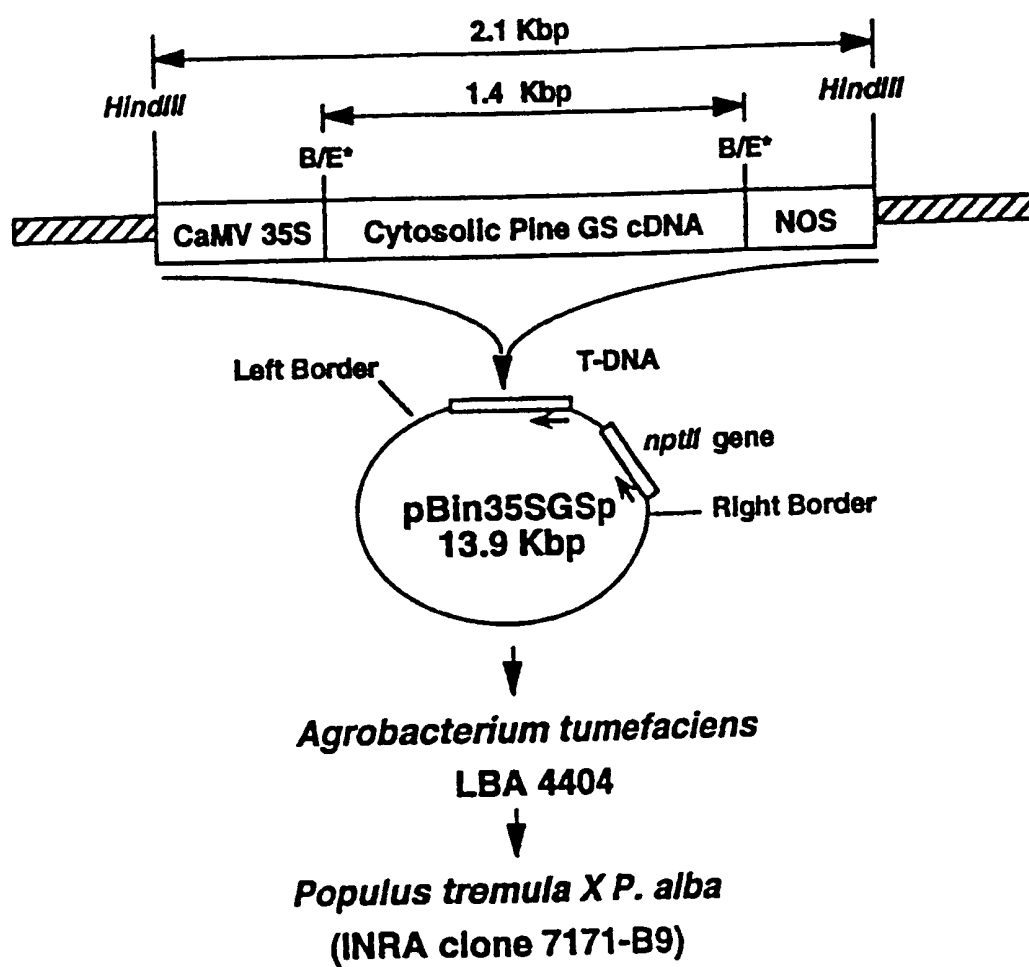 2.1 Kbp
HindIII
1.4 Kbp
HindIII
B/E*
B/E*
CaMV 35S
Cytosolic Pine GS cDNA
NOS
Left Border
T-DNA
nptII gene
pBin35SGSp
13.9 Kbp
Right Border
Agrobacterium tumefaciens
LBA 4404
Populus tremula X P. alba
(INRA clone 7171-B9)